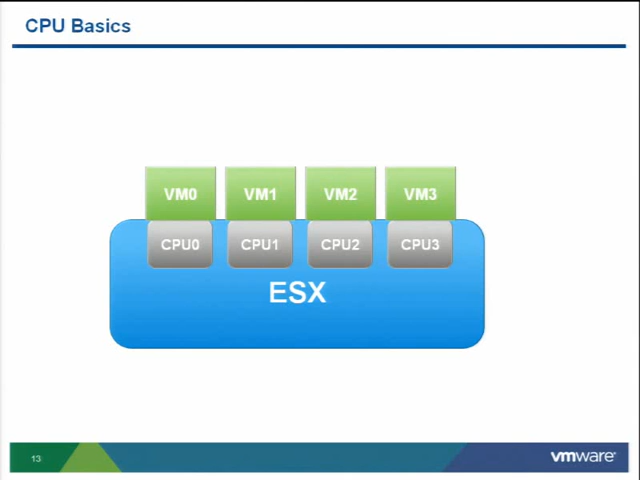 CPU Basics
VM0 VM1 VM2 VM3
CPU0 CPU1 CPU2 CPU3
ESX
13 vmware